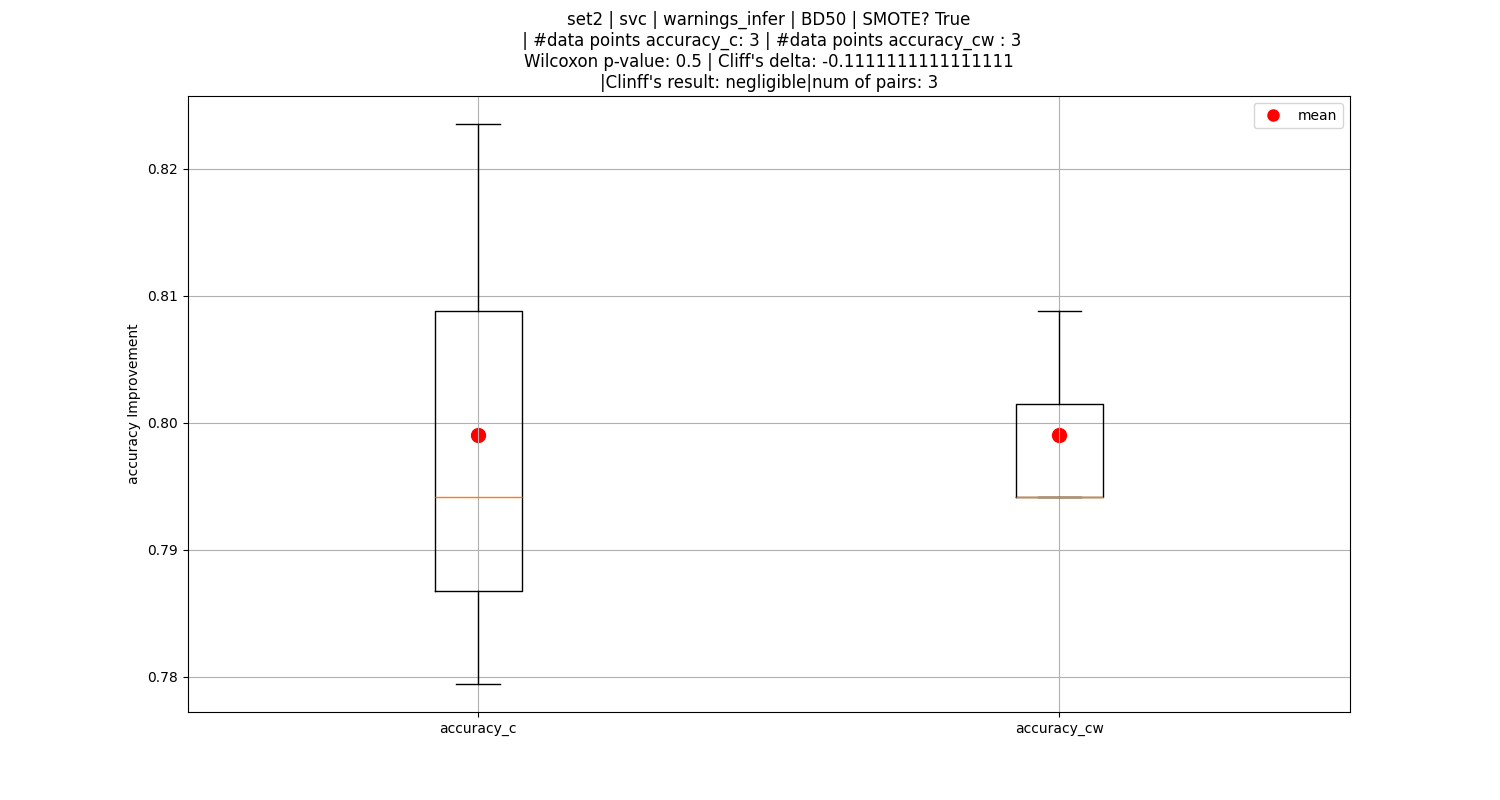 set2 | svc | warnings_infer | BD50 | SMOTE? True
| #data points accuracy_c: 3 | #data points accuracy_cw : 3
Wilcoxon p-value: 0.5 | Cliff's delta: -0.1111111111111111
|Clinff's result: negligible|num of pairs: 3
mean
0.82
0.81
0.80
0.79
0.78
accuracy Improvement
accuracy_c
accuracy_cw